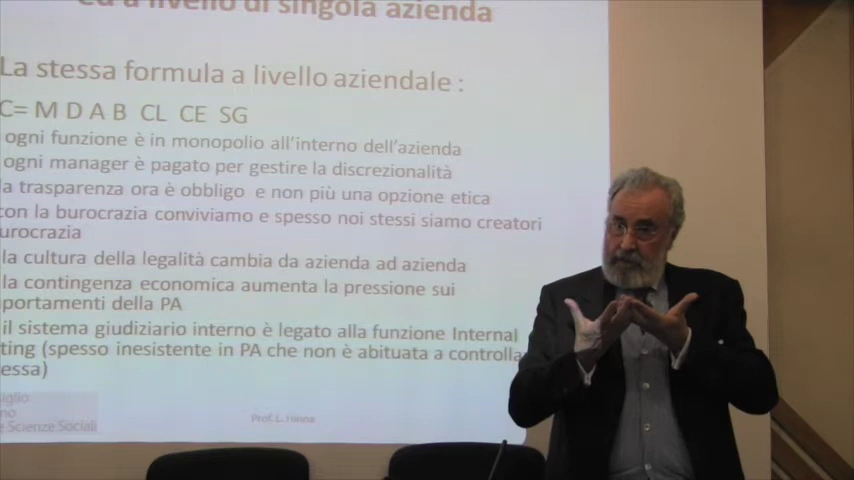 ed a livello di singola azienda
La stessa formula a livello aziendale :
C= M D A B CL CE SG
ogni funzione è in monopolio all'interno dell'azienda
ogni manager è pagato per gestire la discrezionalità
la trasparenza ora è obbligo e non più una opzione etica
con la burocrazia conviviamo e spesso noi stessi siamo creatori
urocrazia
la cultura della legalità cambia da azienda ad azienda
la contingenza economica aumenta la pressione sui
portamenti della PA
il sistema giudiziario interno è legato alla funzione Internal
ting (spesso inesistente in PA che non è abituata a controlla
essa)
siglio
no
e Scienze Sociali
Prof. L. Hinna